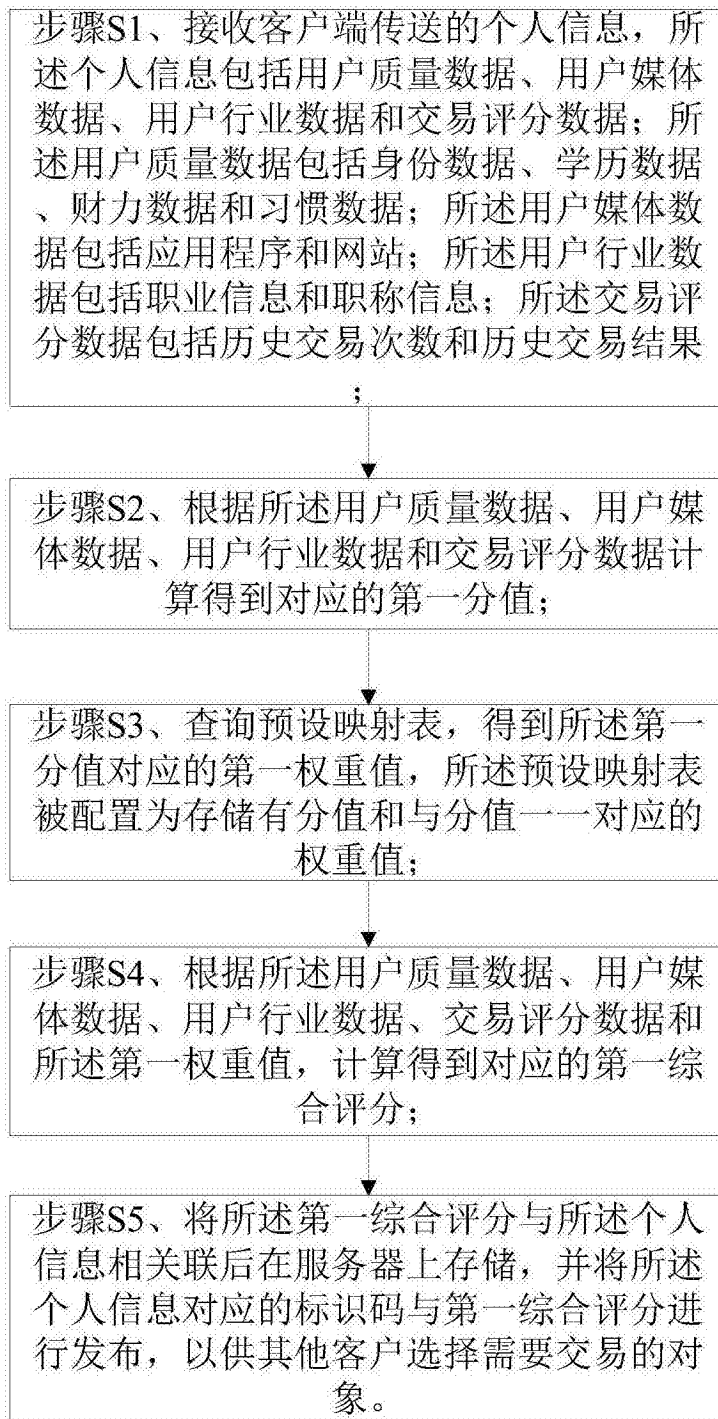 步骤S1、接收客户端传送的个人信息，所
述个人信息包括用户质量数据、用户媒体
数据、用户行业数据和交易评分数据；所
述用户质量数据包括身份数据、学历数据
、财力数据和习惯数据；所述用户媒体数
据包括应用程序和网站；所述用户行业数
据包括职业信息和职称信息；所述交易评
分数据包括历史交易次数和历史交易结果
；
步骤S2、根据所述用户质量数据、用户媒
体数据、用户行业数据和交易评分数据计
算得到对应的第一分值；
步骤S3、查询预设映射表，得到所述第一
分值对应的第一权重值，所述预设映射表
被配置为存储有分值和与分值一一对应的
权重值；
步骤S4、根据所述用户质量数据、用户媒
体数据、用户行业数据、交易评分数据和
所述第一权重值，计算得到对应的第一综
合评分；
步骤S5、将所述第一综合评分与所述个人
信息相关联后在服务器上存储，并将所述
个人信息对应的标识码与第一综合评分进
行发布，以供其他客户选择需要交易的对
象。